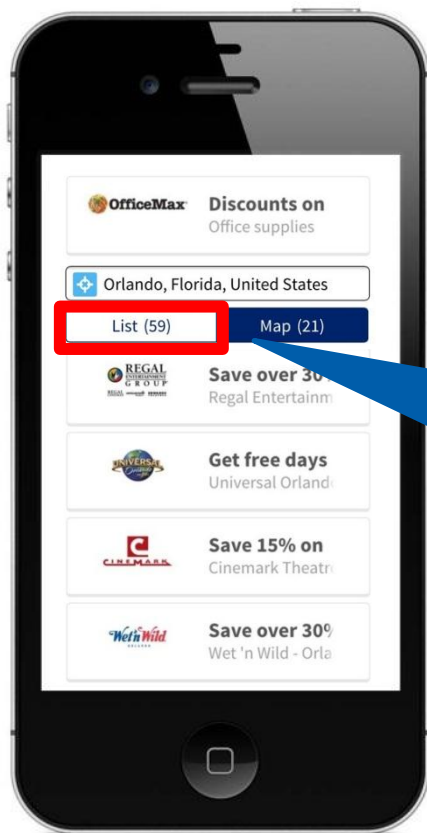 OfficeMax
Discounts on
Office supplies
Orlando, Florida, United States
List (59)
Map (21)
REGAL
ENTERTAINMENT
GROUP
Save over 30%
Regal Entertainm
UNIVERSAL
Orlando
Get free days
Universal Orland
CINEMARK
Save 15% on
Cinemark Theatr
Wet'n Wild
ORLANDO
Save over 30%
Wet 'n Wild - Orla